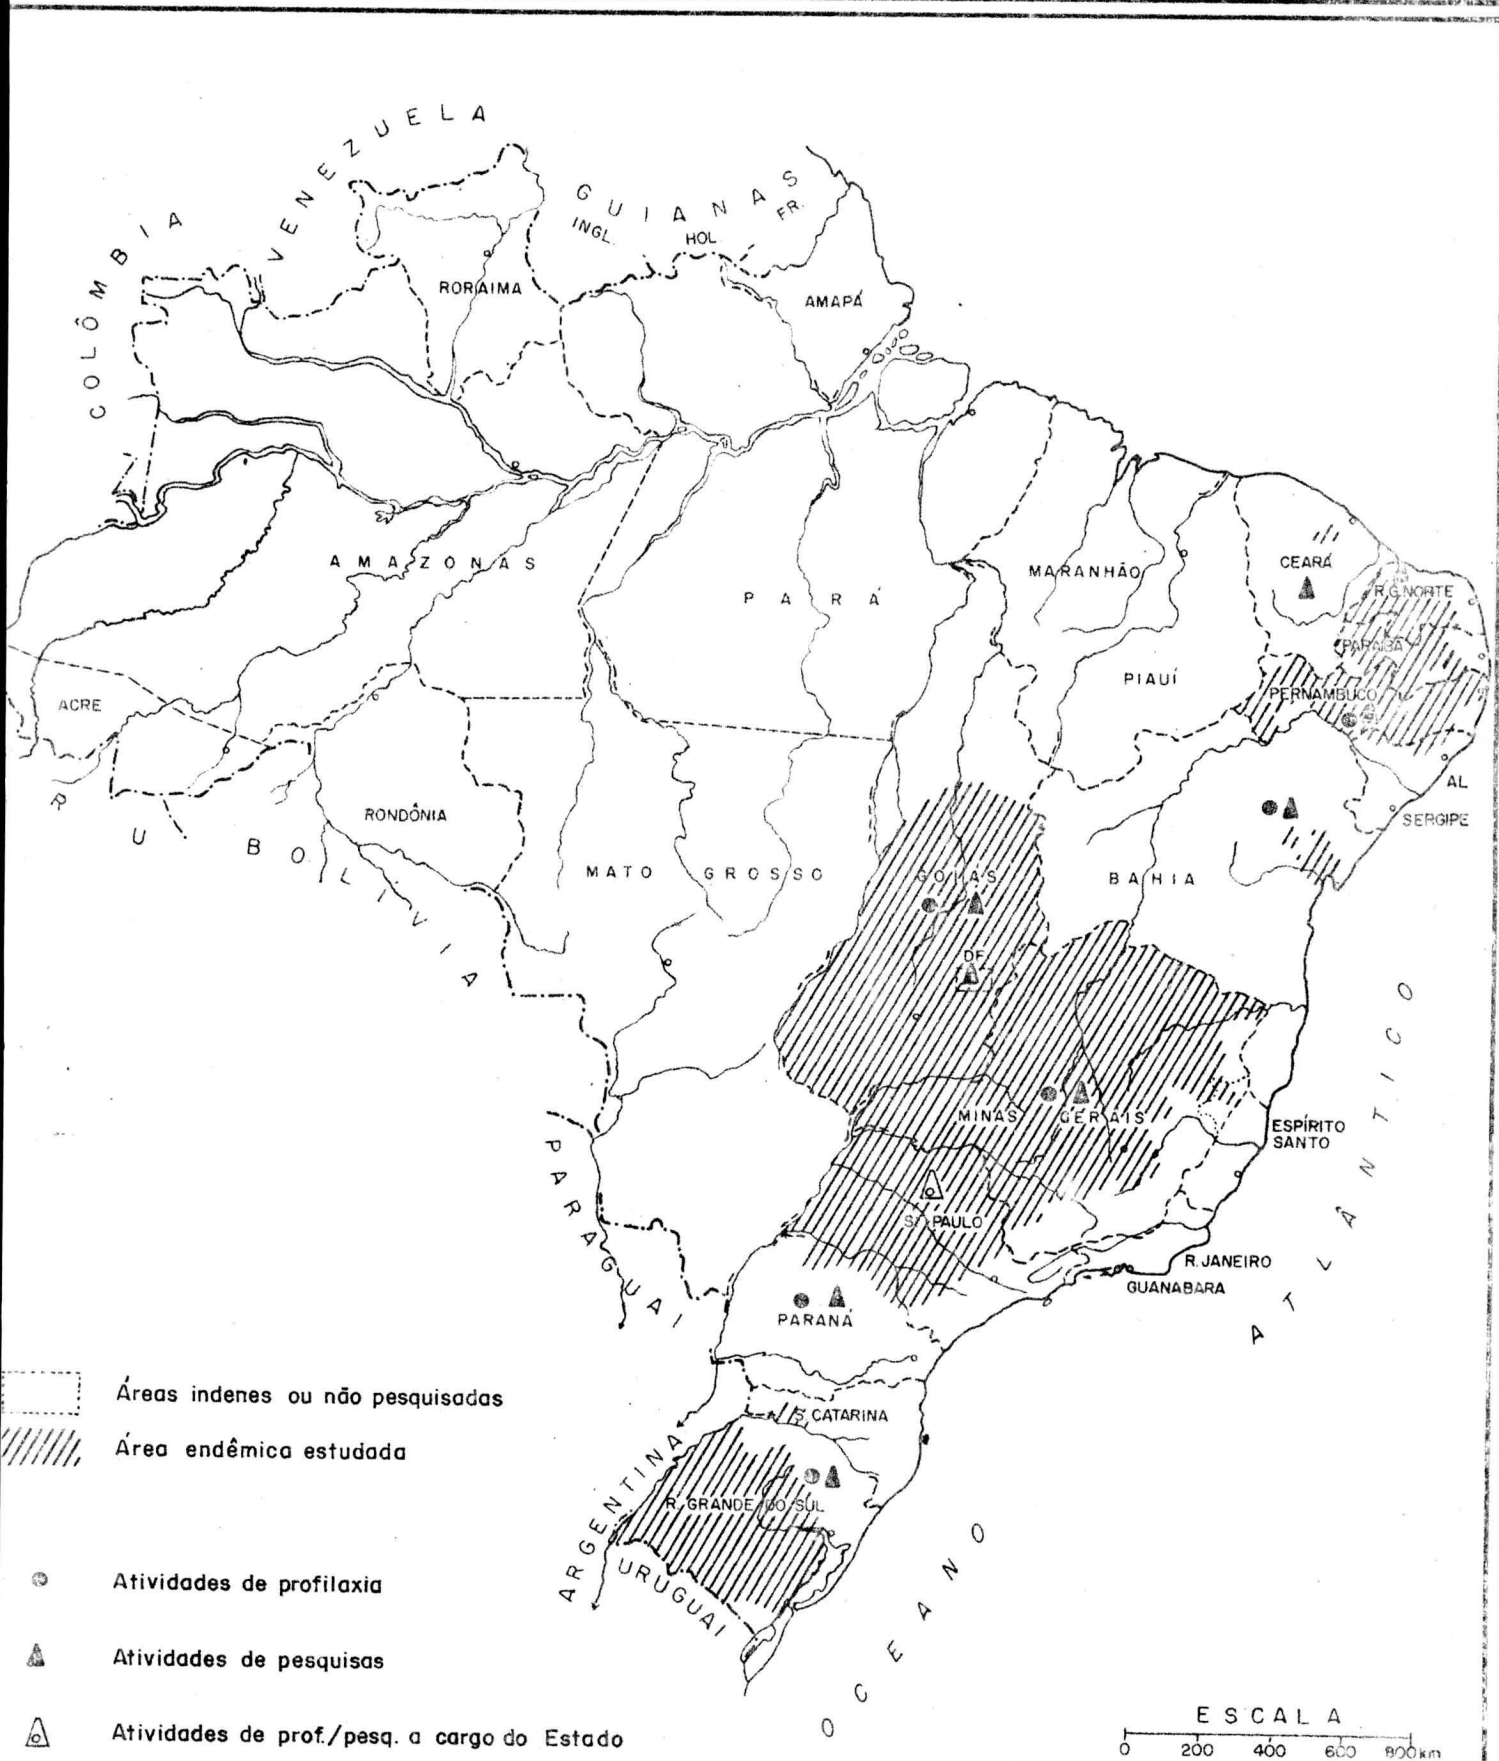 VENEZUELA
COLÔMBIA
GUIANAS
INGL.
HOL
FR.
RORAIMA
AMAPÁ
AMAZONAS
PARÁ
MARANHÃO
CEARÁ
R.G.NORTE
PARAÍBA
PIAUÍ
PERNAMBUCO
ACRE
AL
SERGIPE
RU
BOLIVIA
RONDÔNIA
MATO GROSSO
GOIÁS
BAHIA
DF
MINAS GERAIS
ESPÍRITO
SANTO
SÃO PAULO
R. JANEIRO
GUANABARA
PARAGUAI
PARANÁ
S. CATARINA
ARGENTINA
R. GRANDE DO SUL
URUGUAI
OCEANO ATLÂNTICO
Áreas indenes ou não pesquisadas
Área endêmica estudada
Atividades de profilaxia
Atividades de pesquisas
Atividades de prof./pesq. a cargo do Estado
ESCALA
0 200 400 600 800km